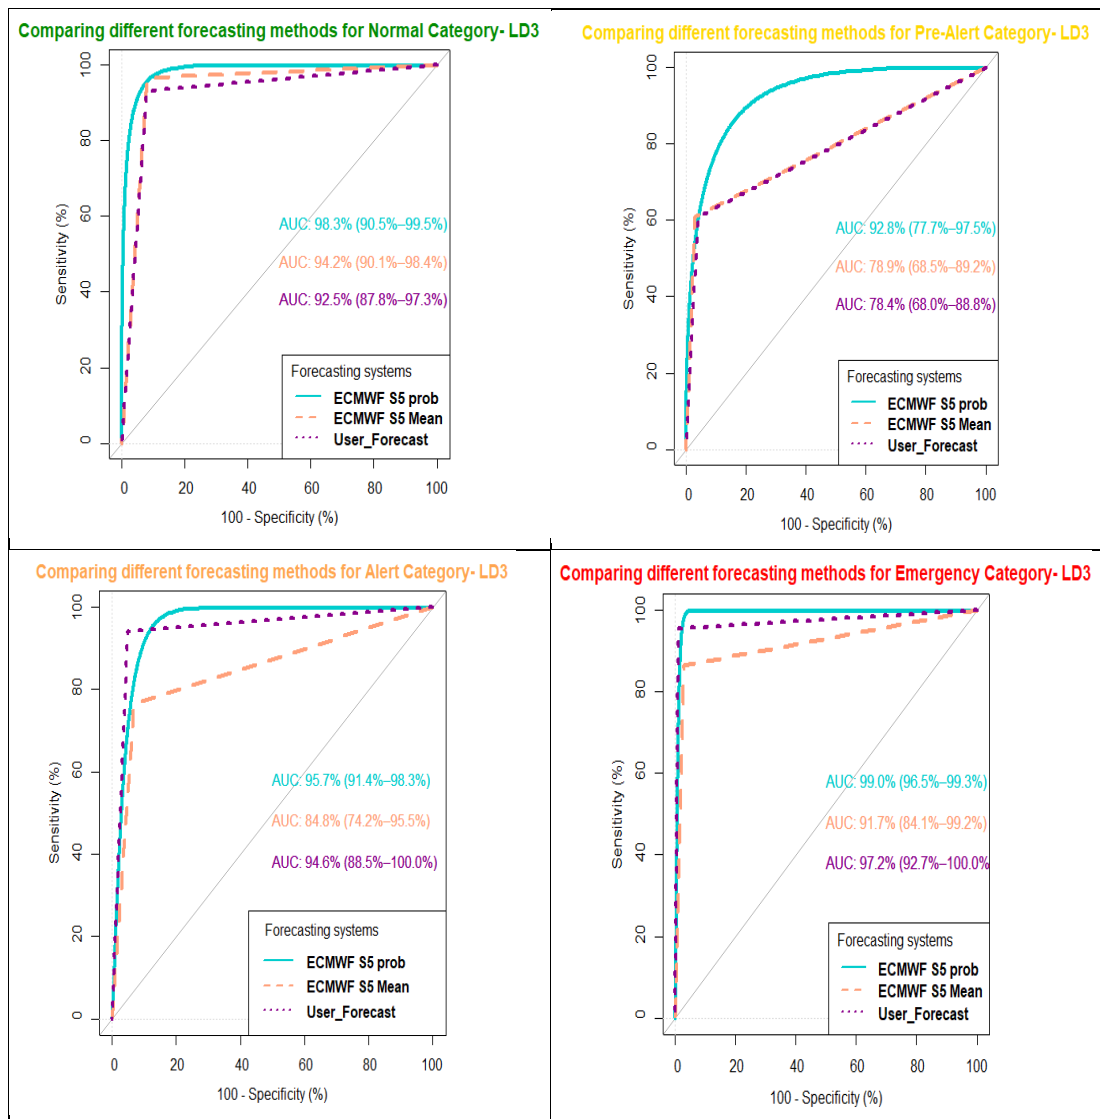 Comparing different forecasting methods for Normal Category- LD3
100
80
60
40
20
0
Sensitivity (%)
AUC: 98.3% (90.5%–99.5%)
AUC: 94.2% (90.1%–98.4%)
AUC: 92.5% (87.8%–97.3%)
Forecasting systems
ECMWF S5 prob
ECMWF S5 Mean
User_Forecast
0 20 40 60 80 100
100 - Specificity (%)
Comparing different forecasting methods for Pre-Alert Category- LD3
100
80
60
40
20
0
Sensitivity (%)
AUC: 92.8% (77.7%–97.5%)
AUC: 78.9% (68.5%–89.2%)
AUC: 78.4% (68.0%–88.8%)
Forecasting systems
ECMWF S5 prob
ECMWF S5 Mean
User_Forecast
0 20 40 60 80 100
100 - Specificity (%)
Comparing different forecasting methods for Alert Category- LD3
100
80
60
40
20
0
Sensitivity (%)
AUC: 95.7% (91.4%–98.3%)
AUC: 84.8% (74.2%–95.5%)
AUC: 94.6% (88.5%–100.0%)
Forecasting systems
ECMWF S5 prob
ECMWF S5 Mean
User_Forecast
0 20 40 60 80 100
100 - Specificity (%)
Comparing different forecasting methods for Emergency Category- LD3
100
80
60
40
20
0
Sensitivity (%)
AUC: 99.0% (96.5%–99.3%)
AUC: 91.7% (84.1%–99.2%)
AUC: 97.2% (92.7%–100.0%
Forecasting systems
ECMWF S5 prob
ECMWF S5 Mean
User_Forecast
0 20 40 60 80 100
100 - Specificity (%)